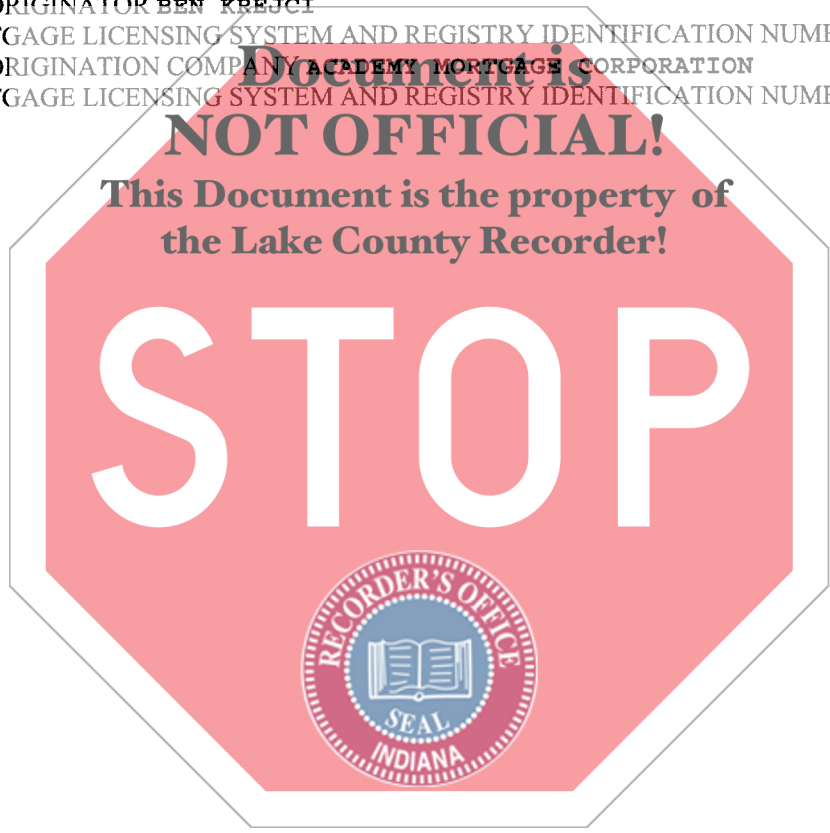 ORIGINATOR BEN KREJCI
GAGE LICENSING SYSTEM AND REGISTRY IDENTIFICATION NUM
ORIGINATION COMPANY ACADEMY MORTGAGE CORPORATION
GAGE LICENSING SYSTEM AND REGISTRY IDENTIFICATION NUM
Document is
NOT OFFICIAL!
This Document is the property of
the Lake County Recorder!
STOP
RECORDER'S OFFICE
SEAL
INDIANA